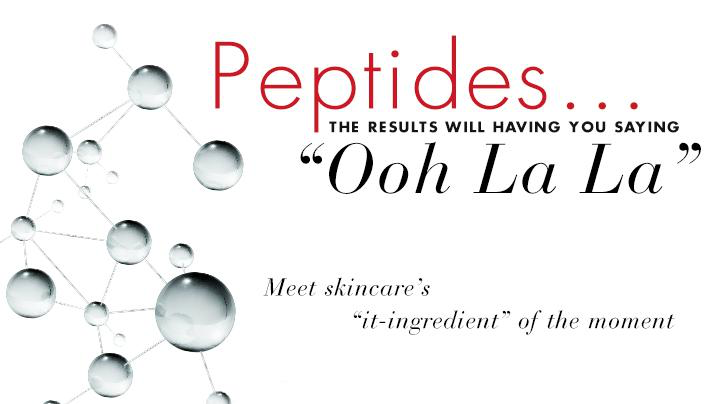 Peptides...
THE RESULTS WILL HAVING YOU SAYING
“Ooh La La”
Meet skincare’s
“it-ingredient” of the moment